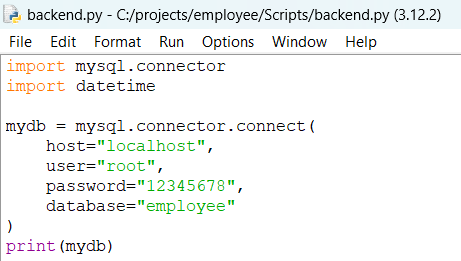 backend.py - C:/projects/employee/Scripts/backend.py (3.12.2)
File Edit Format Run Options Window Help
import mysql.connector
import datetime
mydb = mysql.connector.connect(
    host="localhost",
    user="root",
    password="12345678",
    database="employee"
)
print(mydb)